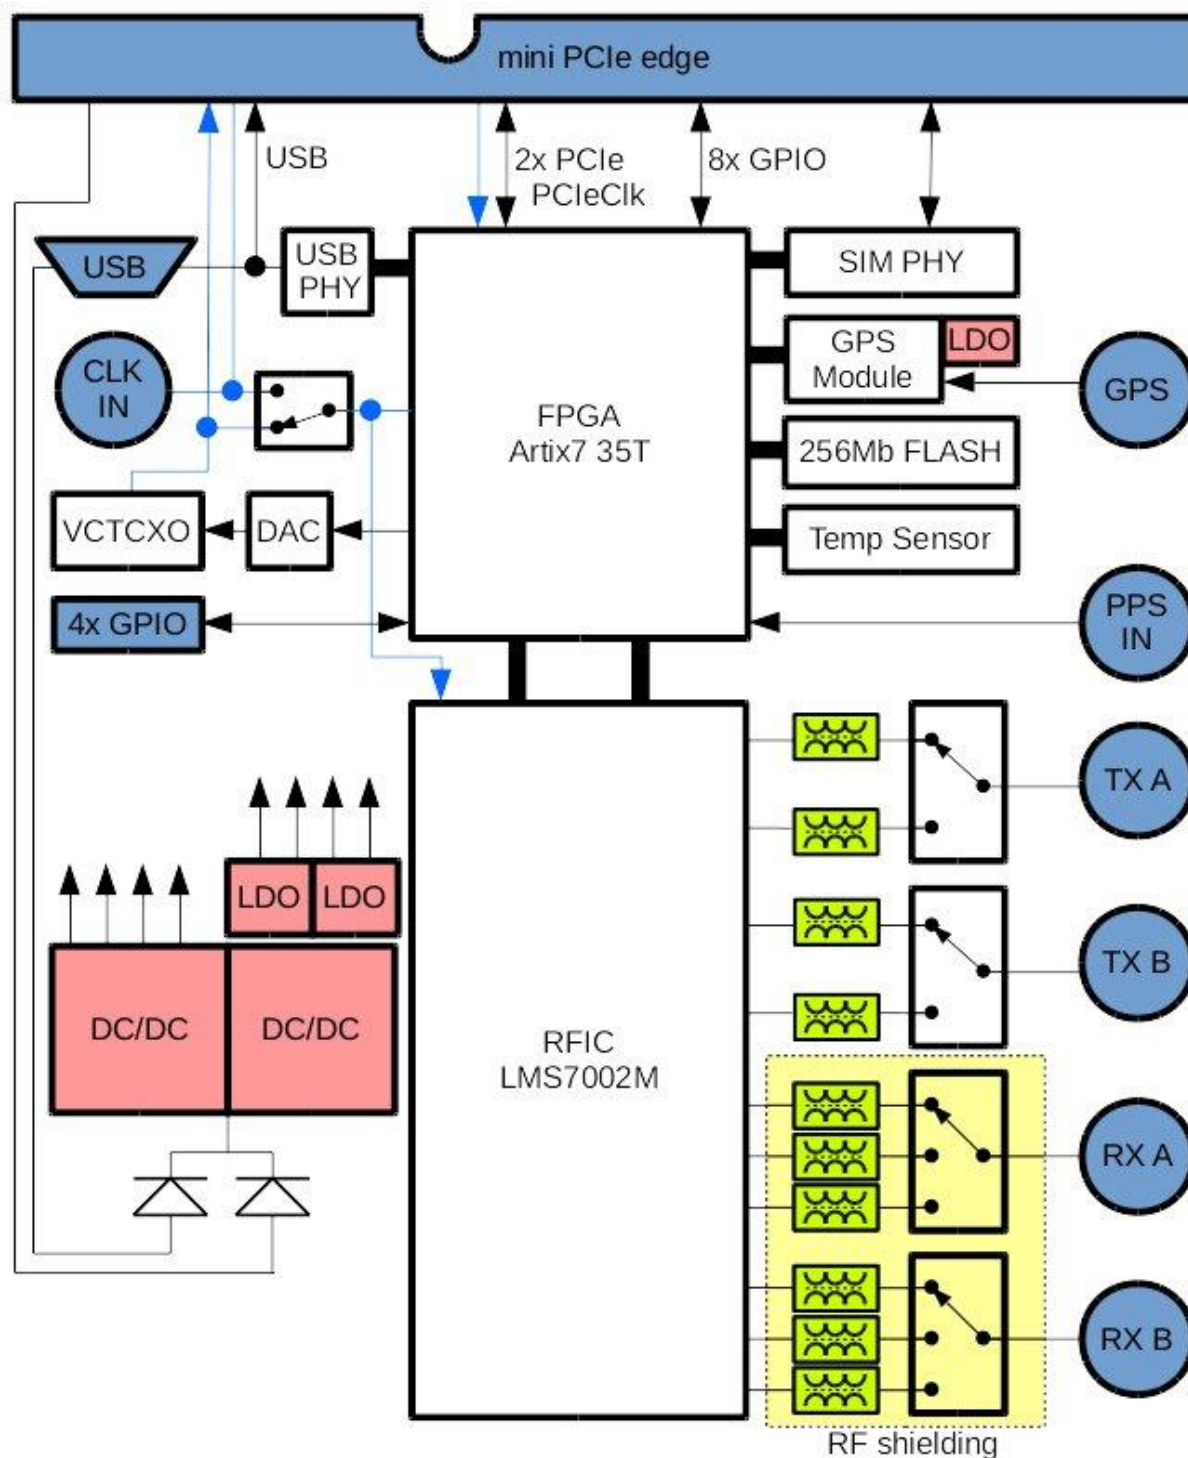 mini PCIe edge
USB
2x PCIe
PCIeClk
8x GPIO
USB
USB
PHY
SIM PHY
CLK
IN
GPS
Module
LDO
GPS
FPGA
Artix7 35T
256Mb FLASH
VCTCXO
DAC
Temp Sensor
4x GPIO
PPS
IN
TX A
LDO
LDO
TX B
DC/DC
DC/DC
RFIC
LMS7002M
RX A
RX B
RF shielding